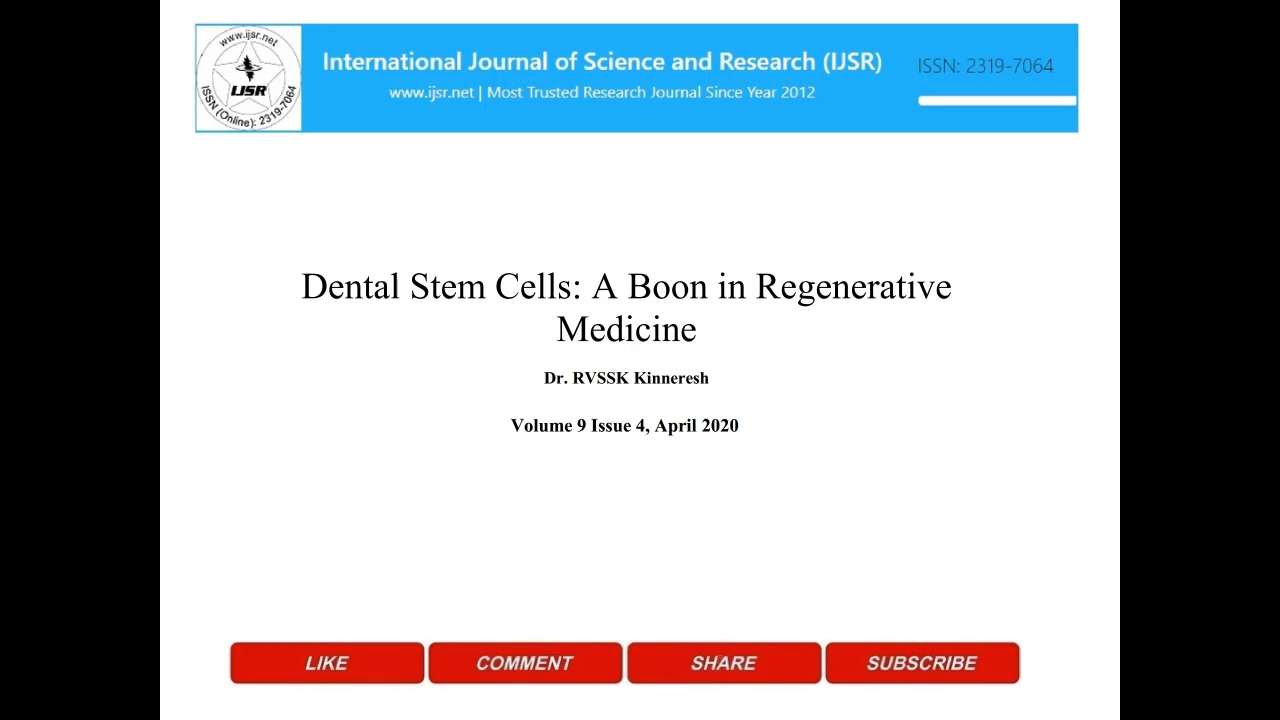 www.ijsr.net
IJSR
ISSN (Online): 2319-7064
International Journal of Science and Research (IJSR)
www.ijsr.net | Most Trusted Research Journal Since Year 2012
ISSN: 2319-7064
Dental Stem Cells: A Boon in Regenerative
Medicine
Dr. RVSSK Kinneresh
Volume 9 Issue 4, April 2020
LIKE COMMENT SHARE SUBSCRIBE